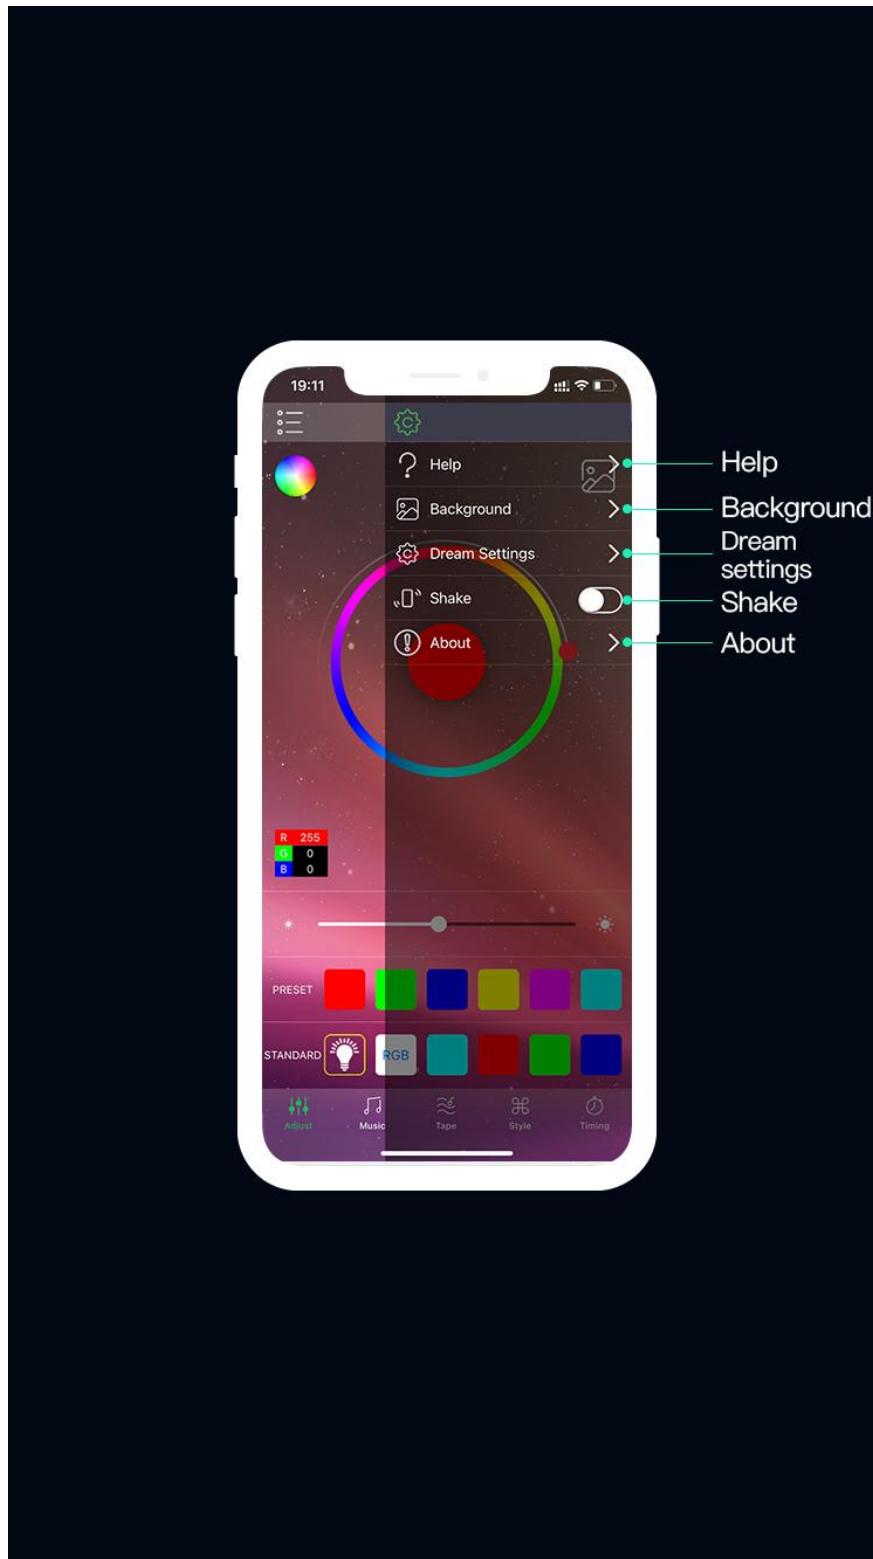 19:11
Help
Background
Dream Settings
Shake
About
R 255
G 0
B 0
PRESET
STANDARD RGB
Adjust Music Tape Style Timing
Help
Background
Dream
settings
Shake
About